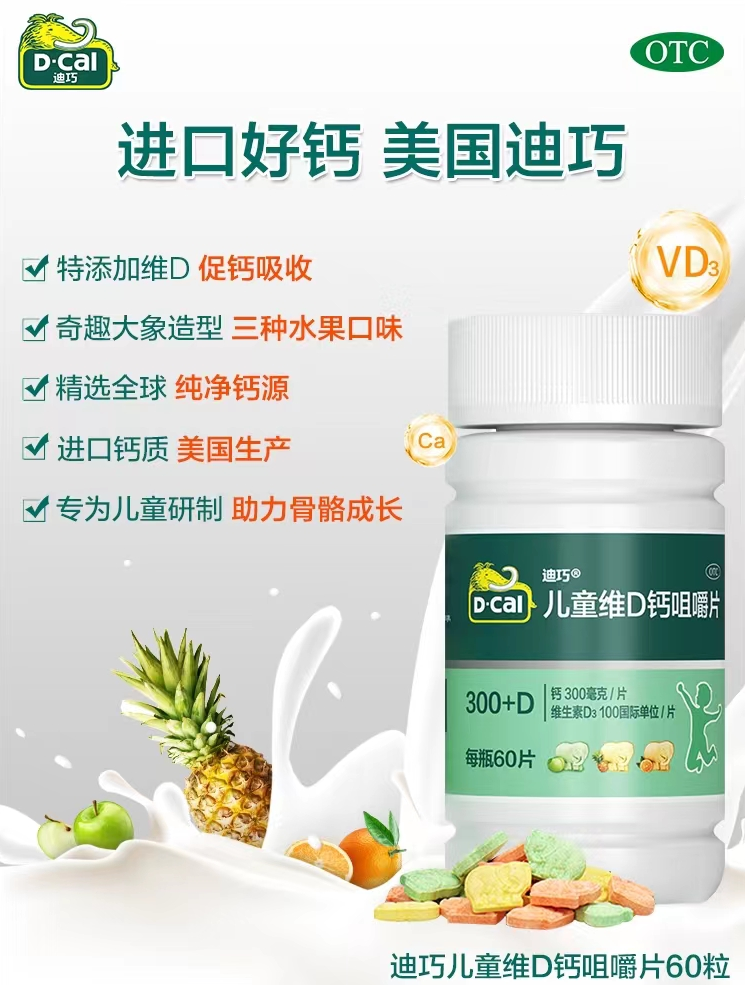 D·Cal
迪巧
OTC
进口好钙 美国迪巧
特添加维D 促钙吸收
奇趣大象造型 三种水果口味
精选全球 纯净钙源
进口钙质 美国生产
专为儿童研制 助力骨骼成长
VD3
Ca
迪巧®
OTC
D·Cal
儿童维D钙咀嚼片
300+D
钙 300毫克/片
维生素D3 100国际单位/片
每瓶60片
迪巧儿童维D钙咀嚼片60粒